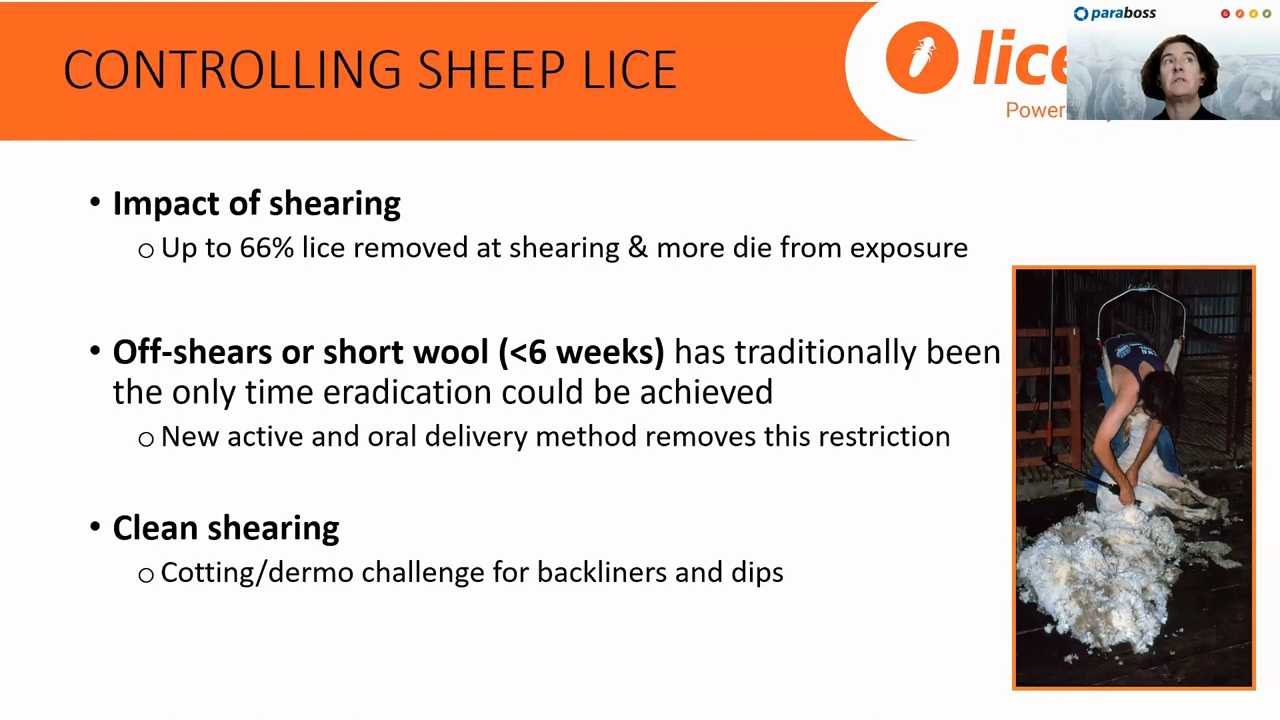 CONTROLLING SHEEP LICE
lice
paraboss
• Impact of shearing
o Up to 66% lice removed at shearing & more die from exposure
• Off-shears or short wool (<6 weeks) has traditionally been
the only time eradication could be achieved
o New active and oral delivery method removes this restriction
• Clean shearing
o Cotting/dermo challenge for backliners and dips